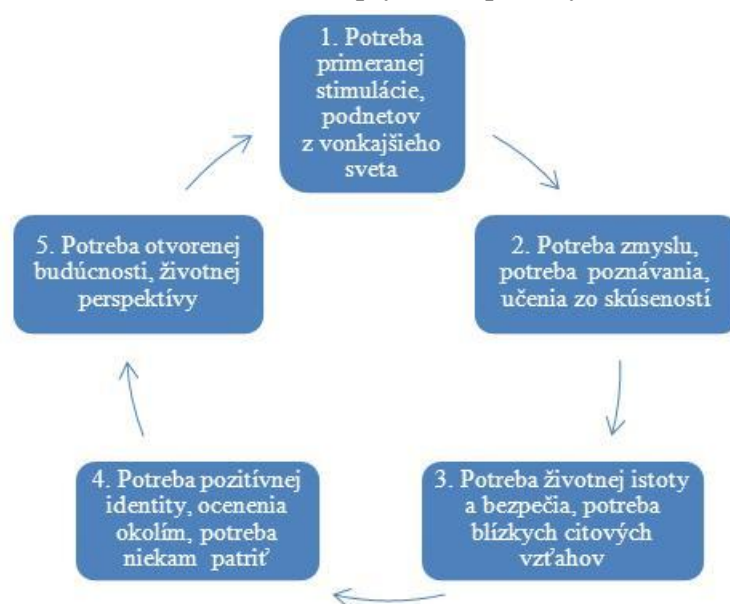 1. Potreba
primeranej
stimulácie,
podnetov
z vonkajšieho
sveta
2. Potreba zmyslu,
potreba poznávania,
učenia zo skúseností
3. Potreba životnej istoty
a bezpečia, potreba
blízkych citových
vzťahov
4. Potreba pozitívnej
identity, ocenenia
okolím, potreba
niekam patriť
5. Potreba otvorenej
budúcnosti, životnej
perspektívy